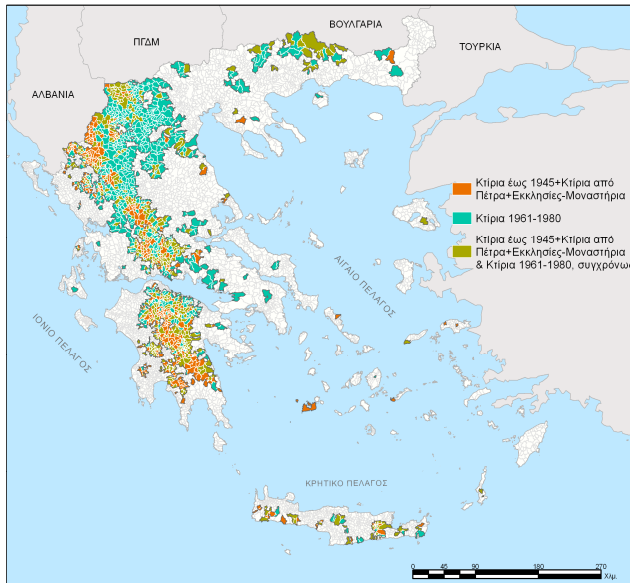 ΒΟΥΛΓΑΡΙΑ
ΠΓΔΜ
ΤΟΥΡΚΙΑ
ΑΛΒΑΝΙΑ
Κτίρια έως 1945+Κτίρια από
Πέτρα+Εκκλησίες-Μοναστήρια
Κτίρια 1961-1980
Κτίρια έως 1945+Κτίρια από
Πέτρα+Εκκλησίες-Μοναστήρια
& Κτίρια 1961-1980, συγχρόνως
ΑΙΓΑΙΟ ΠΕΛΑΓΟΣ
ΙΟΝΙΟ ΠΕΛΑΓΟΣ
ΚΡΗΤΙΚΟ ΠΕΛΑΓΟΣ
0 45 90 180 270
Χλμ.